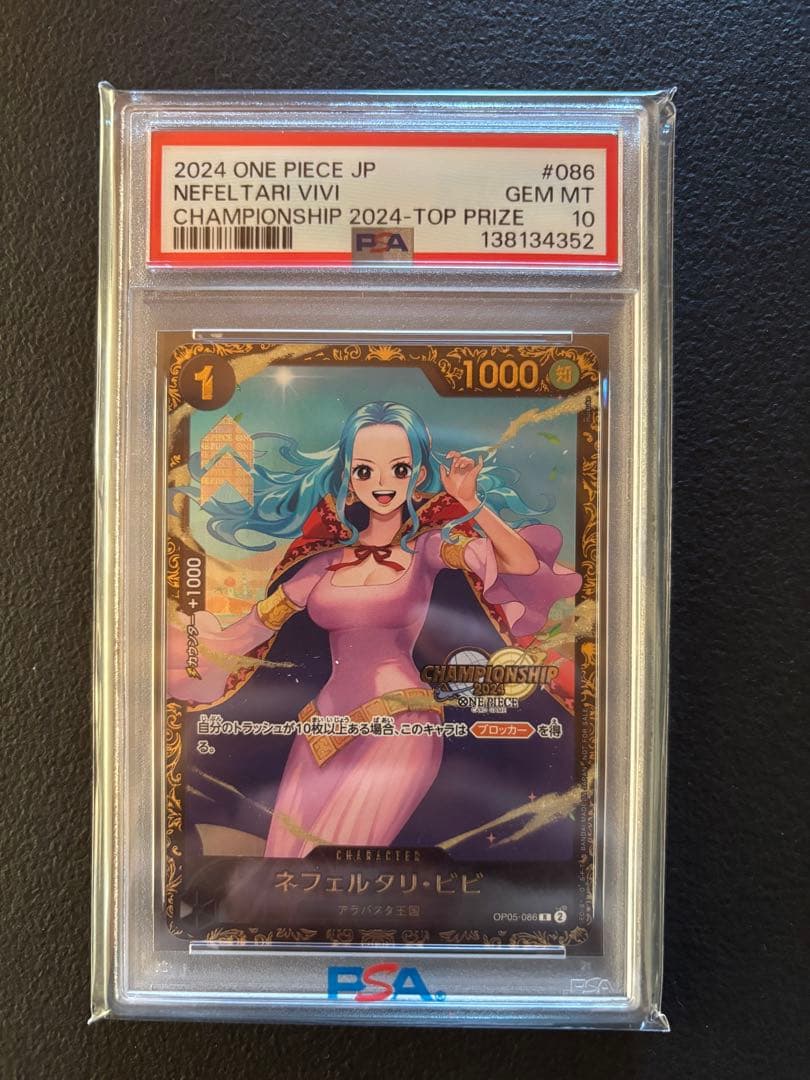 2024 ONE PIECE JP #086
NEFELTARI VIVI GEM MT
CHAMPIONSHIP 2024-TOP PRIZE 10
PSA 138134352
1 1000 知
カウンター +1000
CHAMPIONSHIP
2024
ONE PIECE
CARD GAME
自分のトラッシュが10枚以上ある場合、このキャラは ブロッカー を得
る。
CHARACTER
ネフェルタリ・ビビ
アラバスタ王国
OP05-086 R 2
PSA
PSA